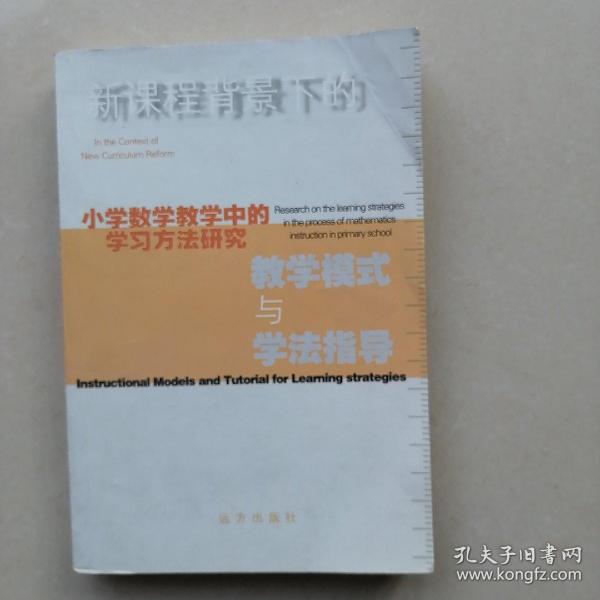 新课程背景下的
In the Context of
New Curriculum Reform
小学数学教学中的
学习方法研究
Research on the learning strategies
in the process of mathematics
instruction in primary school
教学模式
与
学法指导
Instructional Models and Tutorial for Learning strategies
远方出版社
孔夫子旧书网
www.kongfz.com